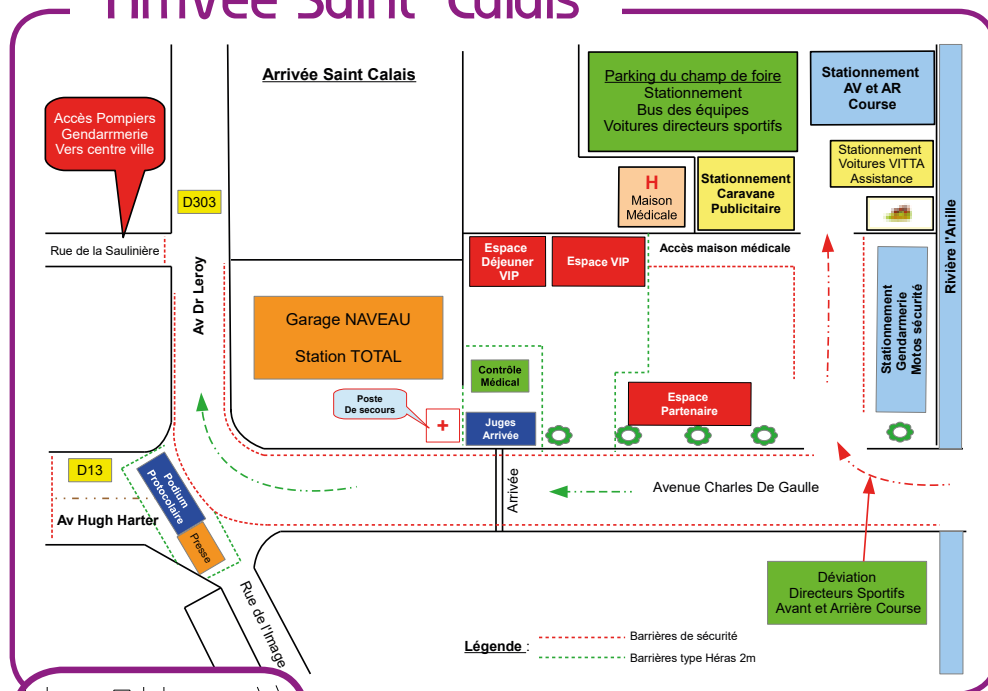 Arrivée Saint Calais
Arrivée Saint Calais
Accès Pompiers
Gendarmerie
Vers centre ville
D303
Rue de la Saulinière
Av Dr Leroy
Parking du champ de foire
Stationnement
Bus des équipes
Voitures directeurs sportifs
Stationnement
AV et AR
Course
Stationnement
Voitures VITTA
Assistance
H
Maison
Médicale
Stationnement
Caravane
Publicitaire
Rivière l'Anille
Espace
Déjeuner
VIP
Espace VIP
Accès maison médicale
Garage NAVEAU
Station TOTAL
Stationnement
Gendarmerie
Motos sécurité
Contrôle
Médical
Poste
De secours
+
Juges
Arrivée
Espace
Partenaire
D13
Podium
Protocolaire
Presse
Av Hugh Harter
Arrivée
Avenue Charles De Gaulle
Rue de l'Image
Déviation
Directeurs Sportifs
Avant et Arrière Course
Légende :
Barrières de sécurité
Barrières type Héras 2m